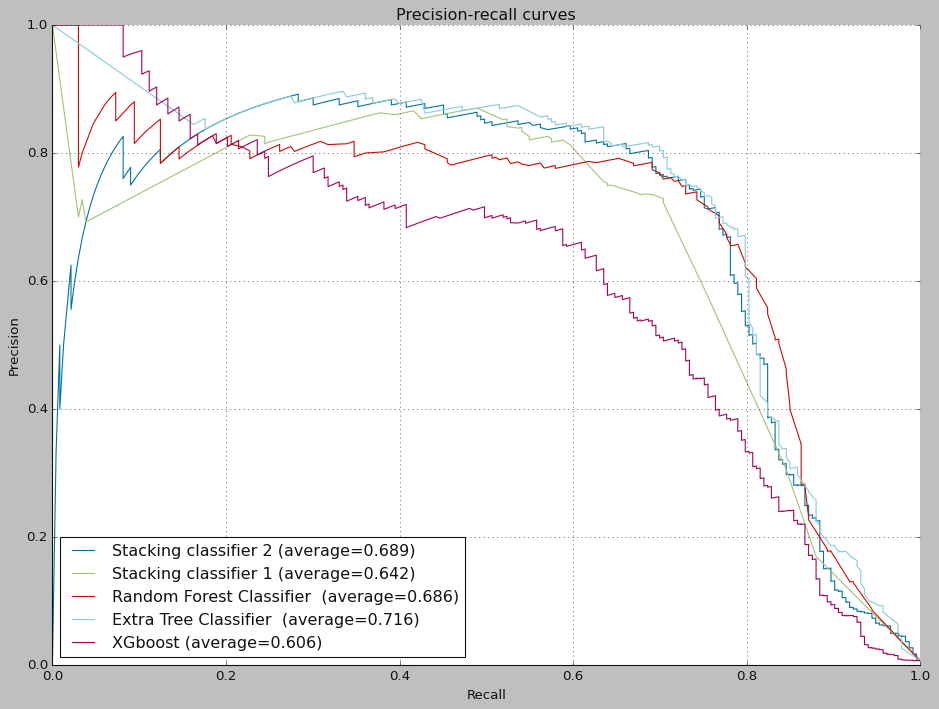 Precision-recall curves
1.0
0.8
0.6
0.4
0.2
0.0
Precision
Stacking classifier 2 (average=0.689)
Stacking classifier 1 (average=0.642)
Random Forest Classifier  (average=0.686)
Extra Tree Classifier  (average=0.716)
XGboost (average=0.606)
0.0 0.2 0.4 0.6 0.8 1.0
Recall